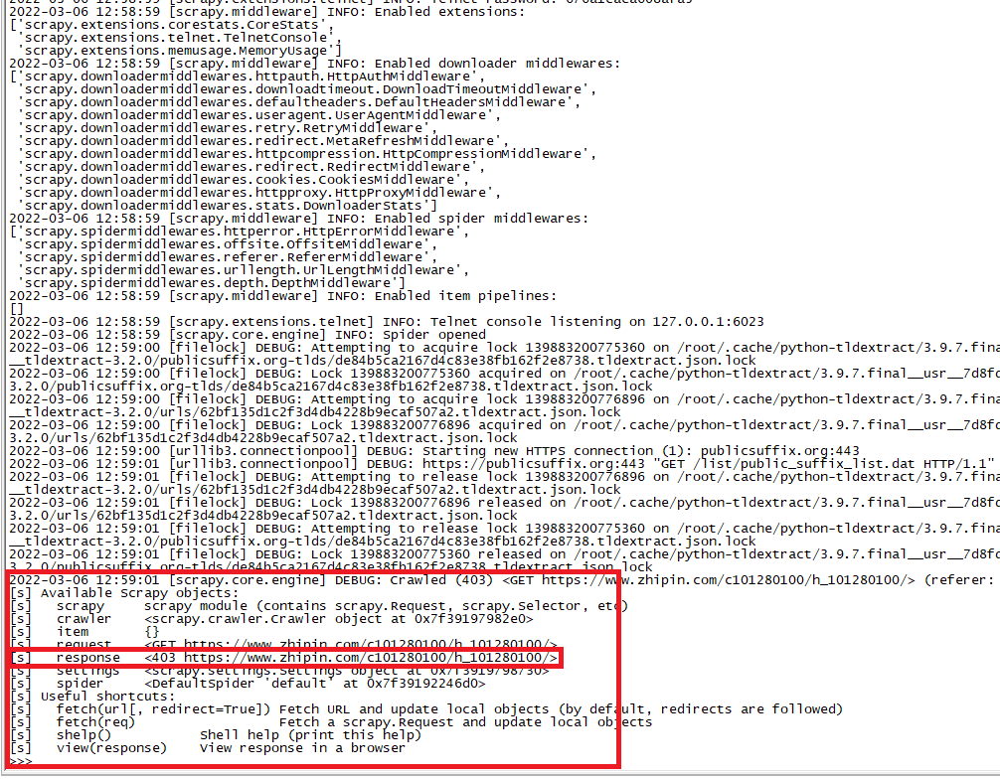 ['scrapy.extensions.corestats.CoreStats',
 'scrapy.extensions.telnet.TelnetConsole',
 'scrapy.extensions.memusage.MemoryUsage']
2022-03-06 12:58:59 [scrapy.middleware] INFO: Enabled downloader middlewares:
['scrapy.downloadermiddlewares.httpauth.HttpAuthMiddleware',
 'scrapy.downloadermiddlewares.downloadtimeout.DownloadTimeoutMiddleware',
 'scrapy.downloadermiddlewares.defaultheaders.DefaultHeadersMiddleware',
 'scrapy.downloadermiddlewares.useragent.UserAgentMiddleware',
 'scrapy.downloadermiddlewares.retry.RetryMiddleware',
 'scrapy.downloadermiddlewares.redirect.MetaRefreshMiddleware',
 'scrapy.downloadermiddlewares.httpcompression.HttpCompressionMiddleware',
 'scrapy.downloadermiddlewares.redirect.RedirectMiddleware',
 'scrapy.downloadermiddlewares.cookies.CookiesMiddleware',
 'scrapy.downloadermiddlewares.httpproxy.HttpProxyMiddleware',
 'scrapy.downloadermiddlewares.stats.DownloaderStats']
2022-03-06 12:58:59 [scrapy.middleware] INFO: Enabled spider middlewares:
['scrapy.spidermiddlewares.httperror.HttpErrorMiddleware',
 'scrapy.spidermiddlewares.offsite.OffsiteMiddleware',
 'scrapy.spidermiddlewares.referer.RefererMiddleware',
 'scrapy.spidermiddlewares.urllength.UrlLengthMiddleware',
 'scrapy.spidermiddlewares.depth.DepthMiddleware']
2022-03-06 12:58:59 [scrapy.middleware] INFO: Enabled item pipelines:
[]
2022-03-06 12:58:59 [scrapy.extensions.telnet] INFO: Telnet console listening on 127.0.0.1:6023
2022-03-06 12:58:59 [scrapy.core.engine] INFO: Spider opened
2022-03-06 12:59:00 [filelock] DEBUG: Attempting to acquire lock 139883200775360 on /root/.cache/python-tldextract/3.9.7.fina
__tldextract-3.2.0/publicsuffix.org-tlds/de84b5ca2167d4c83e38fb162f2e8738.tldextract.json.lock
2022-03-06 12:59:00 [filelock] DEBUG: Lock 139883200775360 acquired on /root/.cache/python-tldextract/3.9.7.final__usr__7d8fd
3.2.0/publicsuffix.org-tlds/de84b5ca2167d4c83e38fb162f2e8738.tldextract.json.lock
2022-03-06 12:59:00 [filelock] DEBUG: Attempting to acquire lock 139883200776896 on /root/.cache/python-tldextract/3.9.7.fina
__tldextract-3.2.0/urls/62bf135d1c2f3d4db4228b9ecaf507a2.tldextract.json.lock
2022-03-06 12:59:00 [filelock] DEBUG: Lock 139883200776896 acquired on /root/.cache/python-tldextract/3.9.7.final__usr__7d8fd
3.2.0/urls/62bf135d1c2f3d4db4228b9ecaf507a2.tldextract.json.lock
2022-03-06 12:59:00 [urllib3.connectionpool] DEBUG: Starting new HTTPS connection (1): publicsuffix.org:443
2022-03-06 12:59:01 [urllib3.connectionpool] DEBUG: https://publicsuffix.org:443 "GET /list/public_suffix_list.dat HTTP/1.1"
2022-03-06 12:59:01 [filelock] DEBUG: Attempting to release lock 139883200776896 on /root/.cache/python-tldextract/3.9.7.fina
__tldextract-3.2.0/urls/62bf135d1c2f3d4db4228b9ecaf507a2.tldextract.json.lock
2022-03-06 12:59:01 [filelock] DEBUG: Lock 139883200776896 released on /root/.cache/python-tldextract/3.9.7.final__usr__7d8fd
3.2.0/urls/62bf135d1c2f3d4db4228b9ecaf507a2.tldextract.json.lock
2022-03-06 12:59:01 [filelock] DEBUG: Attempting to release lock 139883200775360 on /root/.cache/python-tldextract/3.9.7.fina
__tldextract-3.2.0/publicsuffix.org-tlds/de84b5ca2167d4c83e38fb162f2e8738.tldextract.json.lock
2022-03-06 12:59:01 [filelock] DEBUG: Lock 139883200775360 released on /root/.cache/python-tldextract/3.9.7.final__usr__7d8fd
3.2.0/publicsuffix.org-tlds/de84b5ca2167d4c83e38fb162f2e8738.tldextract.json.lock
2022-03-06 12:59:01 [scrapy.core.engine] DEBUG: Crawled (403) <GET https://www.zhipin.com/c101280100/h_101280100/> (referer:
[s] Available Scrapy objects:
[s]   scrapy     scrapy module (contains scrapy.Request, scrapy.Selector, etc)
[s]   crawler    <scrapy.crawler.Crawler object at 0x7f39197982e0>
[s]   item       {}
[s]   request    <GET https://www.zhipin.com/c101280100/h_101280100/>
[s]   response   <403 https://www.zhipin.com/c101280100/h_101280100/>
[s]   settings   <scrapy.settings.Settings object at 0x7f3919798730>
[s]   spider     <DefaultSpider 'default' at 0x7f39192246d0>
[s] Useful shortcuts:
[s]   fetch(url[, redirect=True]) Fetch URL and update local objects (by default, redirects are followed)
[s]   fetch(req)                  Fetch a scrapy.Request and update local objects
[s]   shelp()           Shell help (print this help)
[s]   view(response)    View response in a browser
>>>